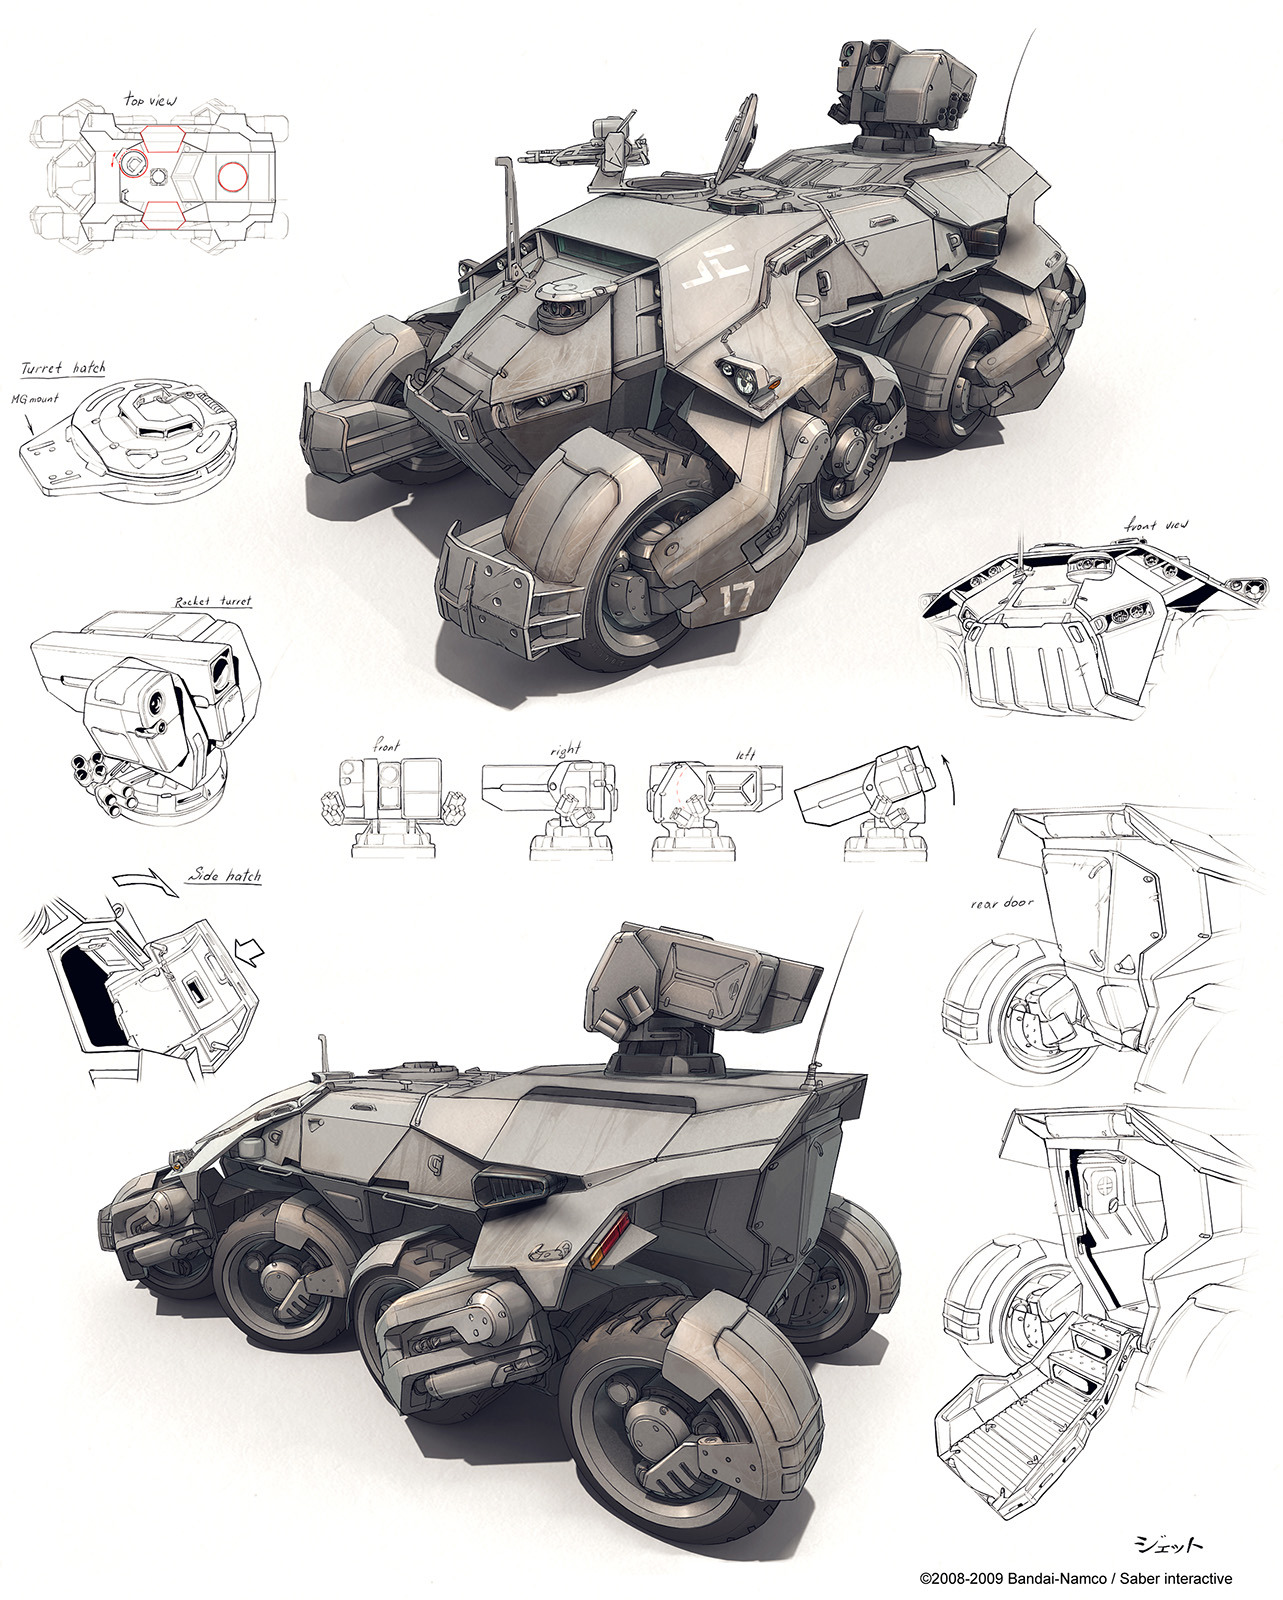 top view
Turret hatch
MG mount
17
front view
Rocket turret
front
right
left
Side hatch
rear door
ジェット
©2008-2009 Bandai-Namco / Saber interactive